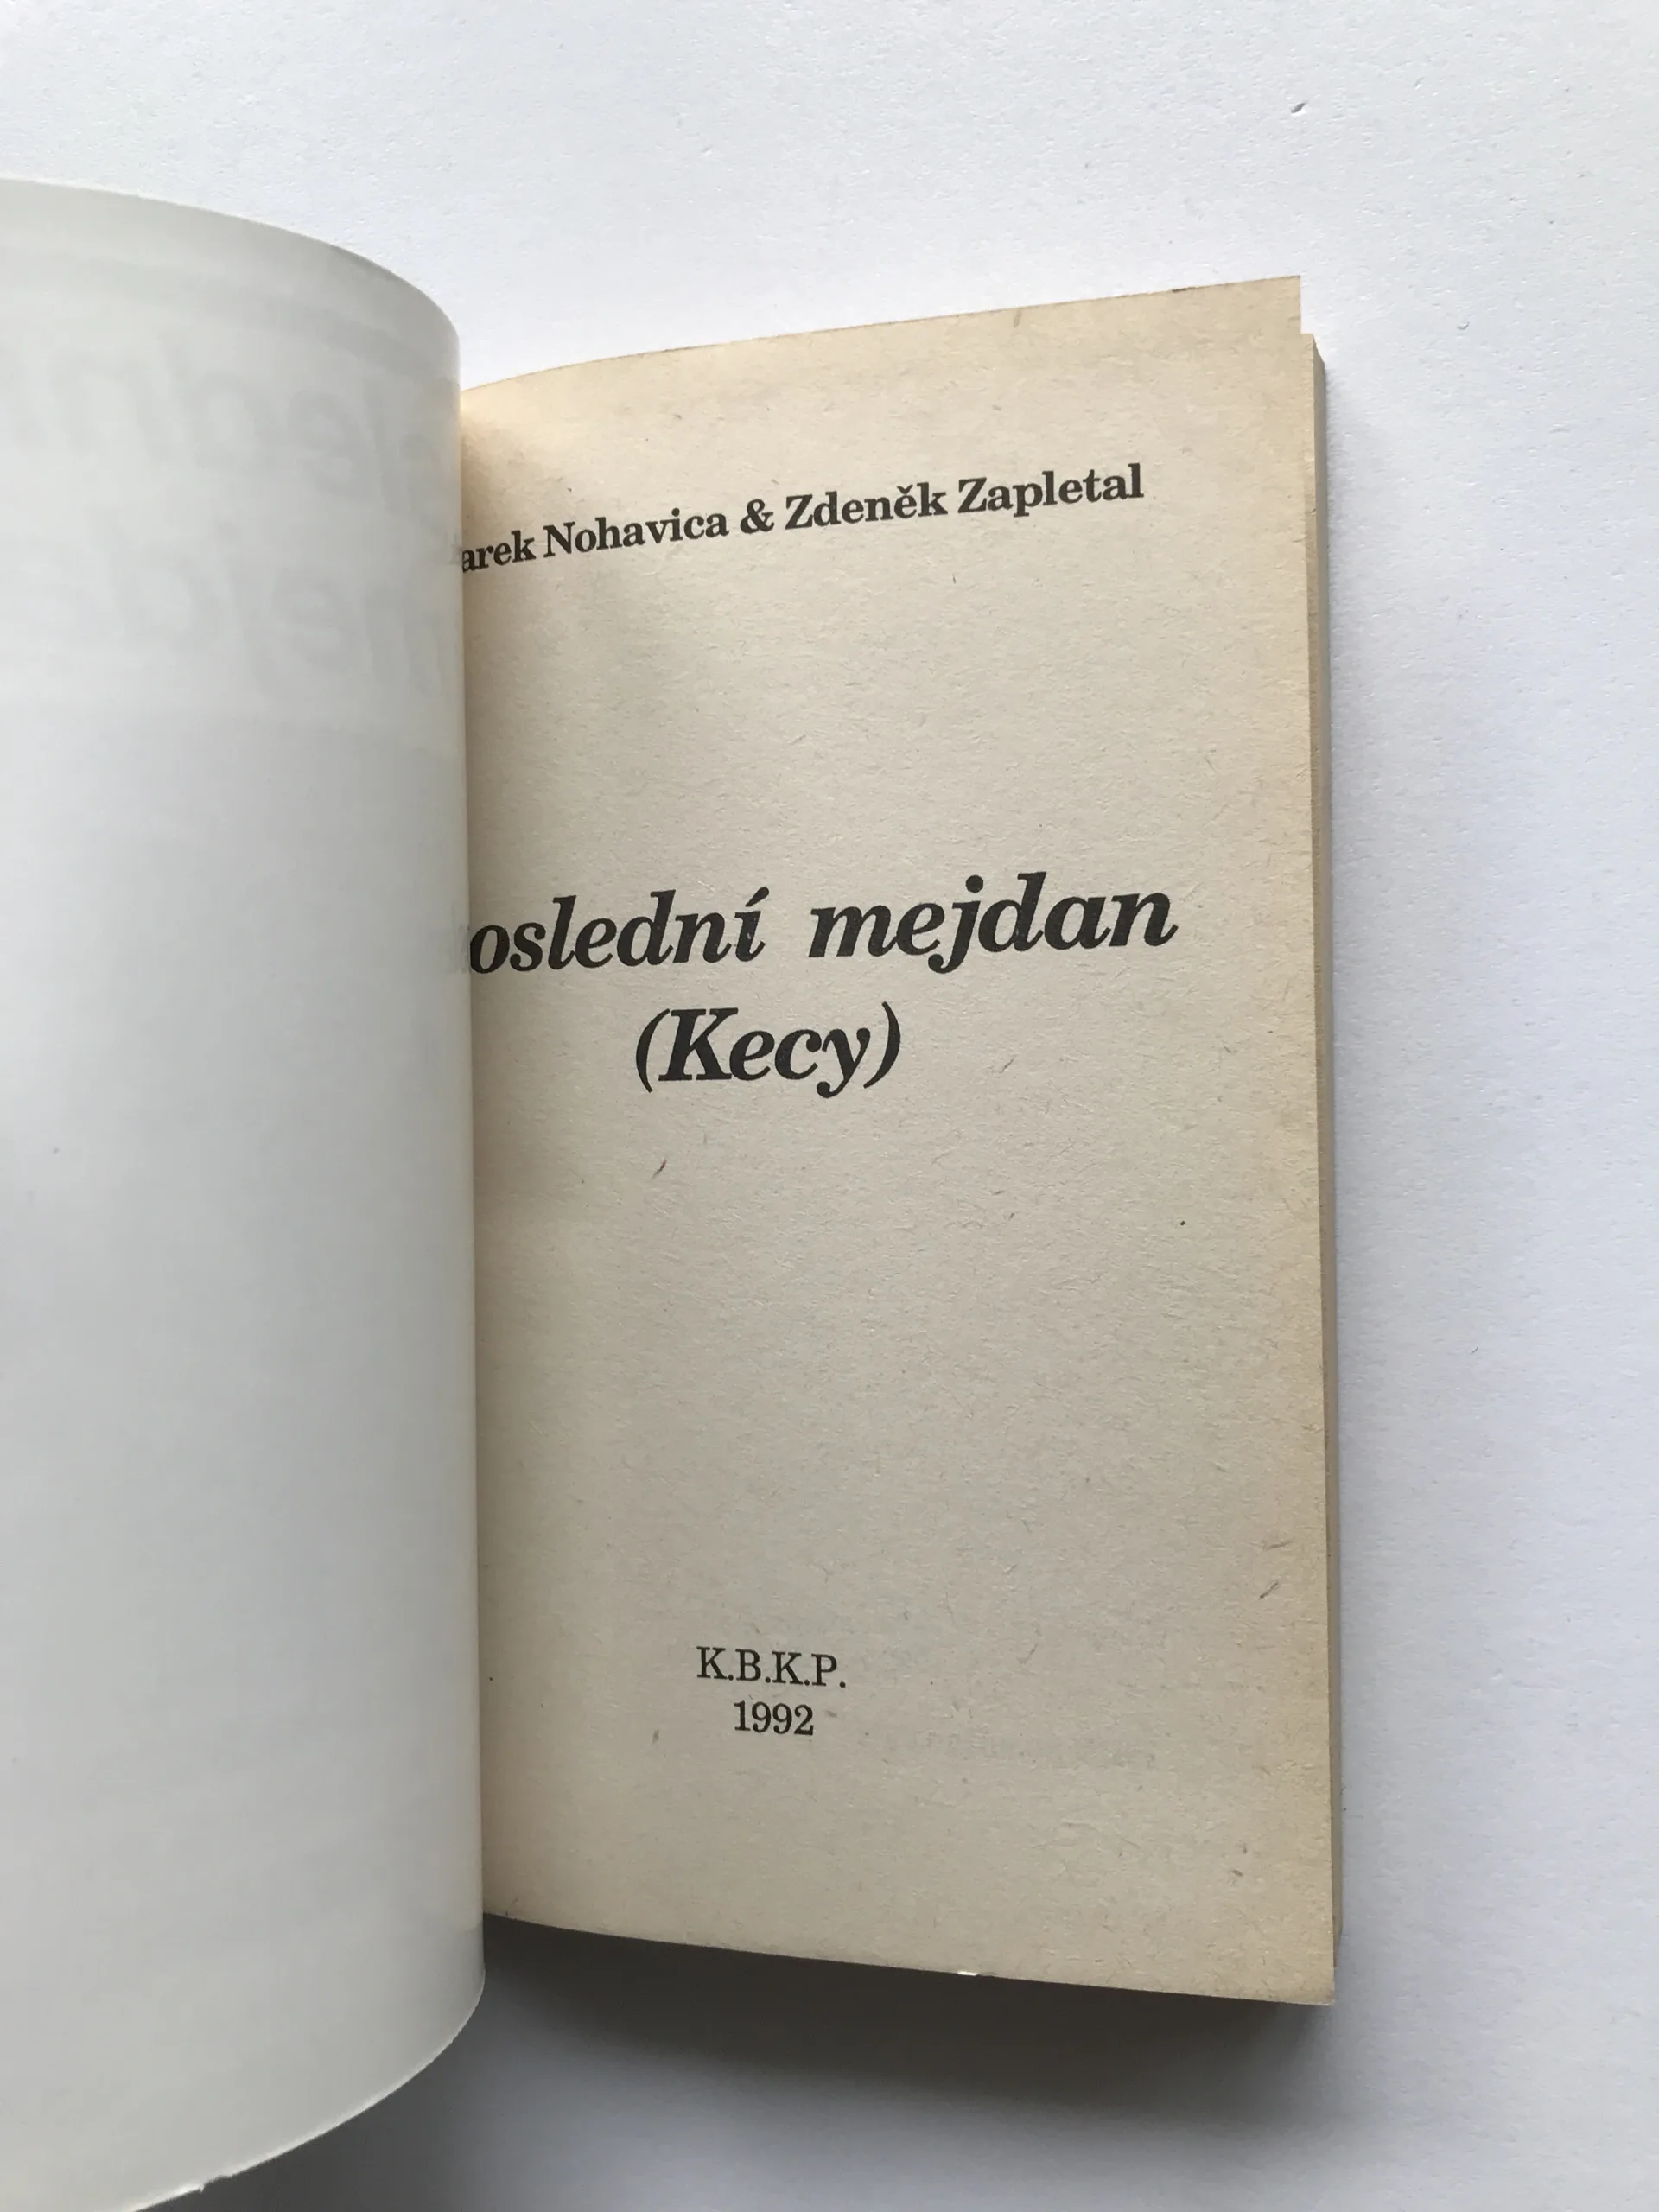 arek Nohavica & Zdeněk Zapletal
oslední mejdan
(Kecy)
K.B.K.P.
1992